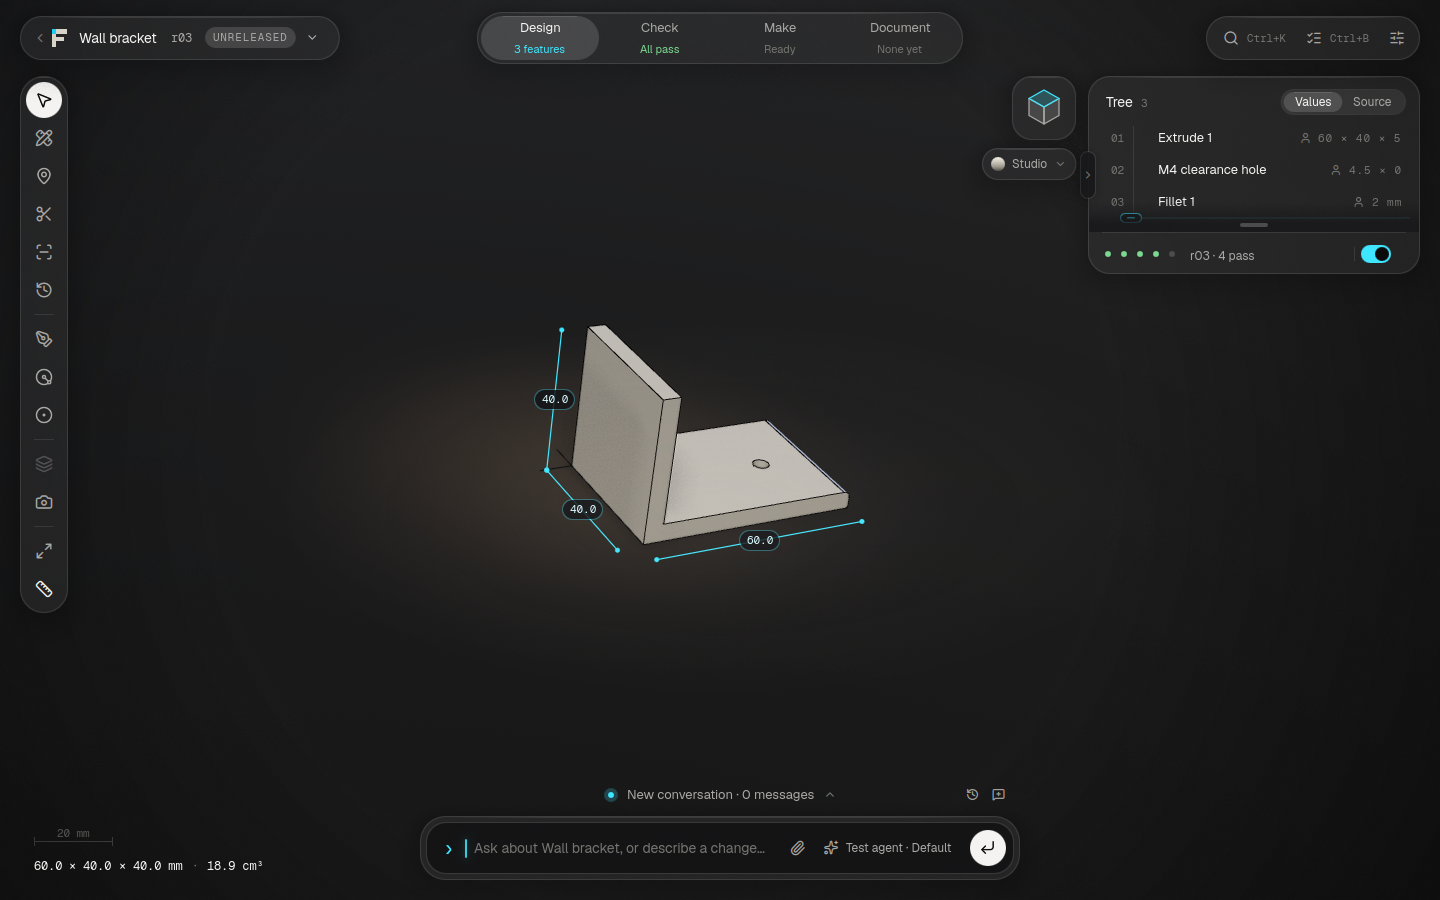 Wall bracket r03 UNRELEASED
Design
3 features
Check
All pass
Make
Ready
Document
None yet
Ctrl+K Ctrl+B
Tree 3 Values Source
01 Extrude 1 60 × 40 × 5
02 M4 clearance hole 4.5 × 0
03 Fillet 1 2 mm
r03 · 4 pass
Studio
40.0
40.0
60.0
New conversation · 0 messages
Ask about Wall bracket, or describe a change...
Test agent · Default
20 mm
60.0 × 40.0 × 40.0 mm · 18.9 cm³